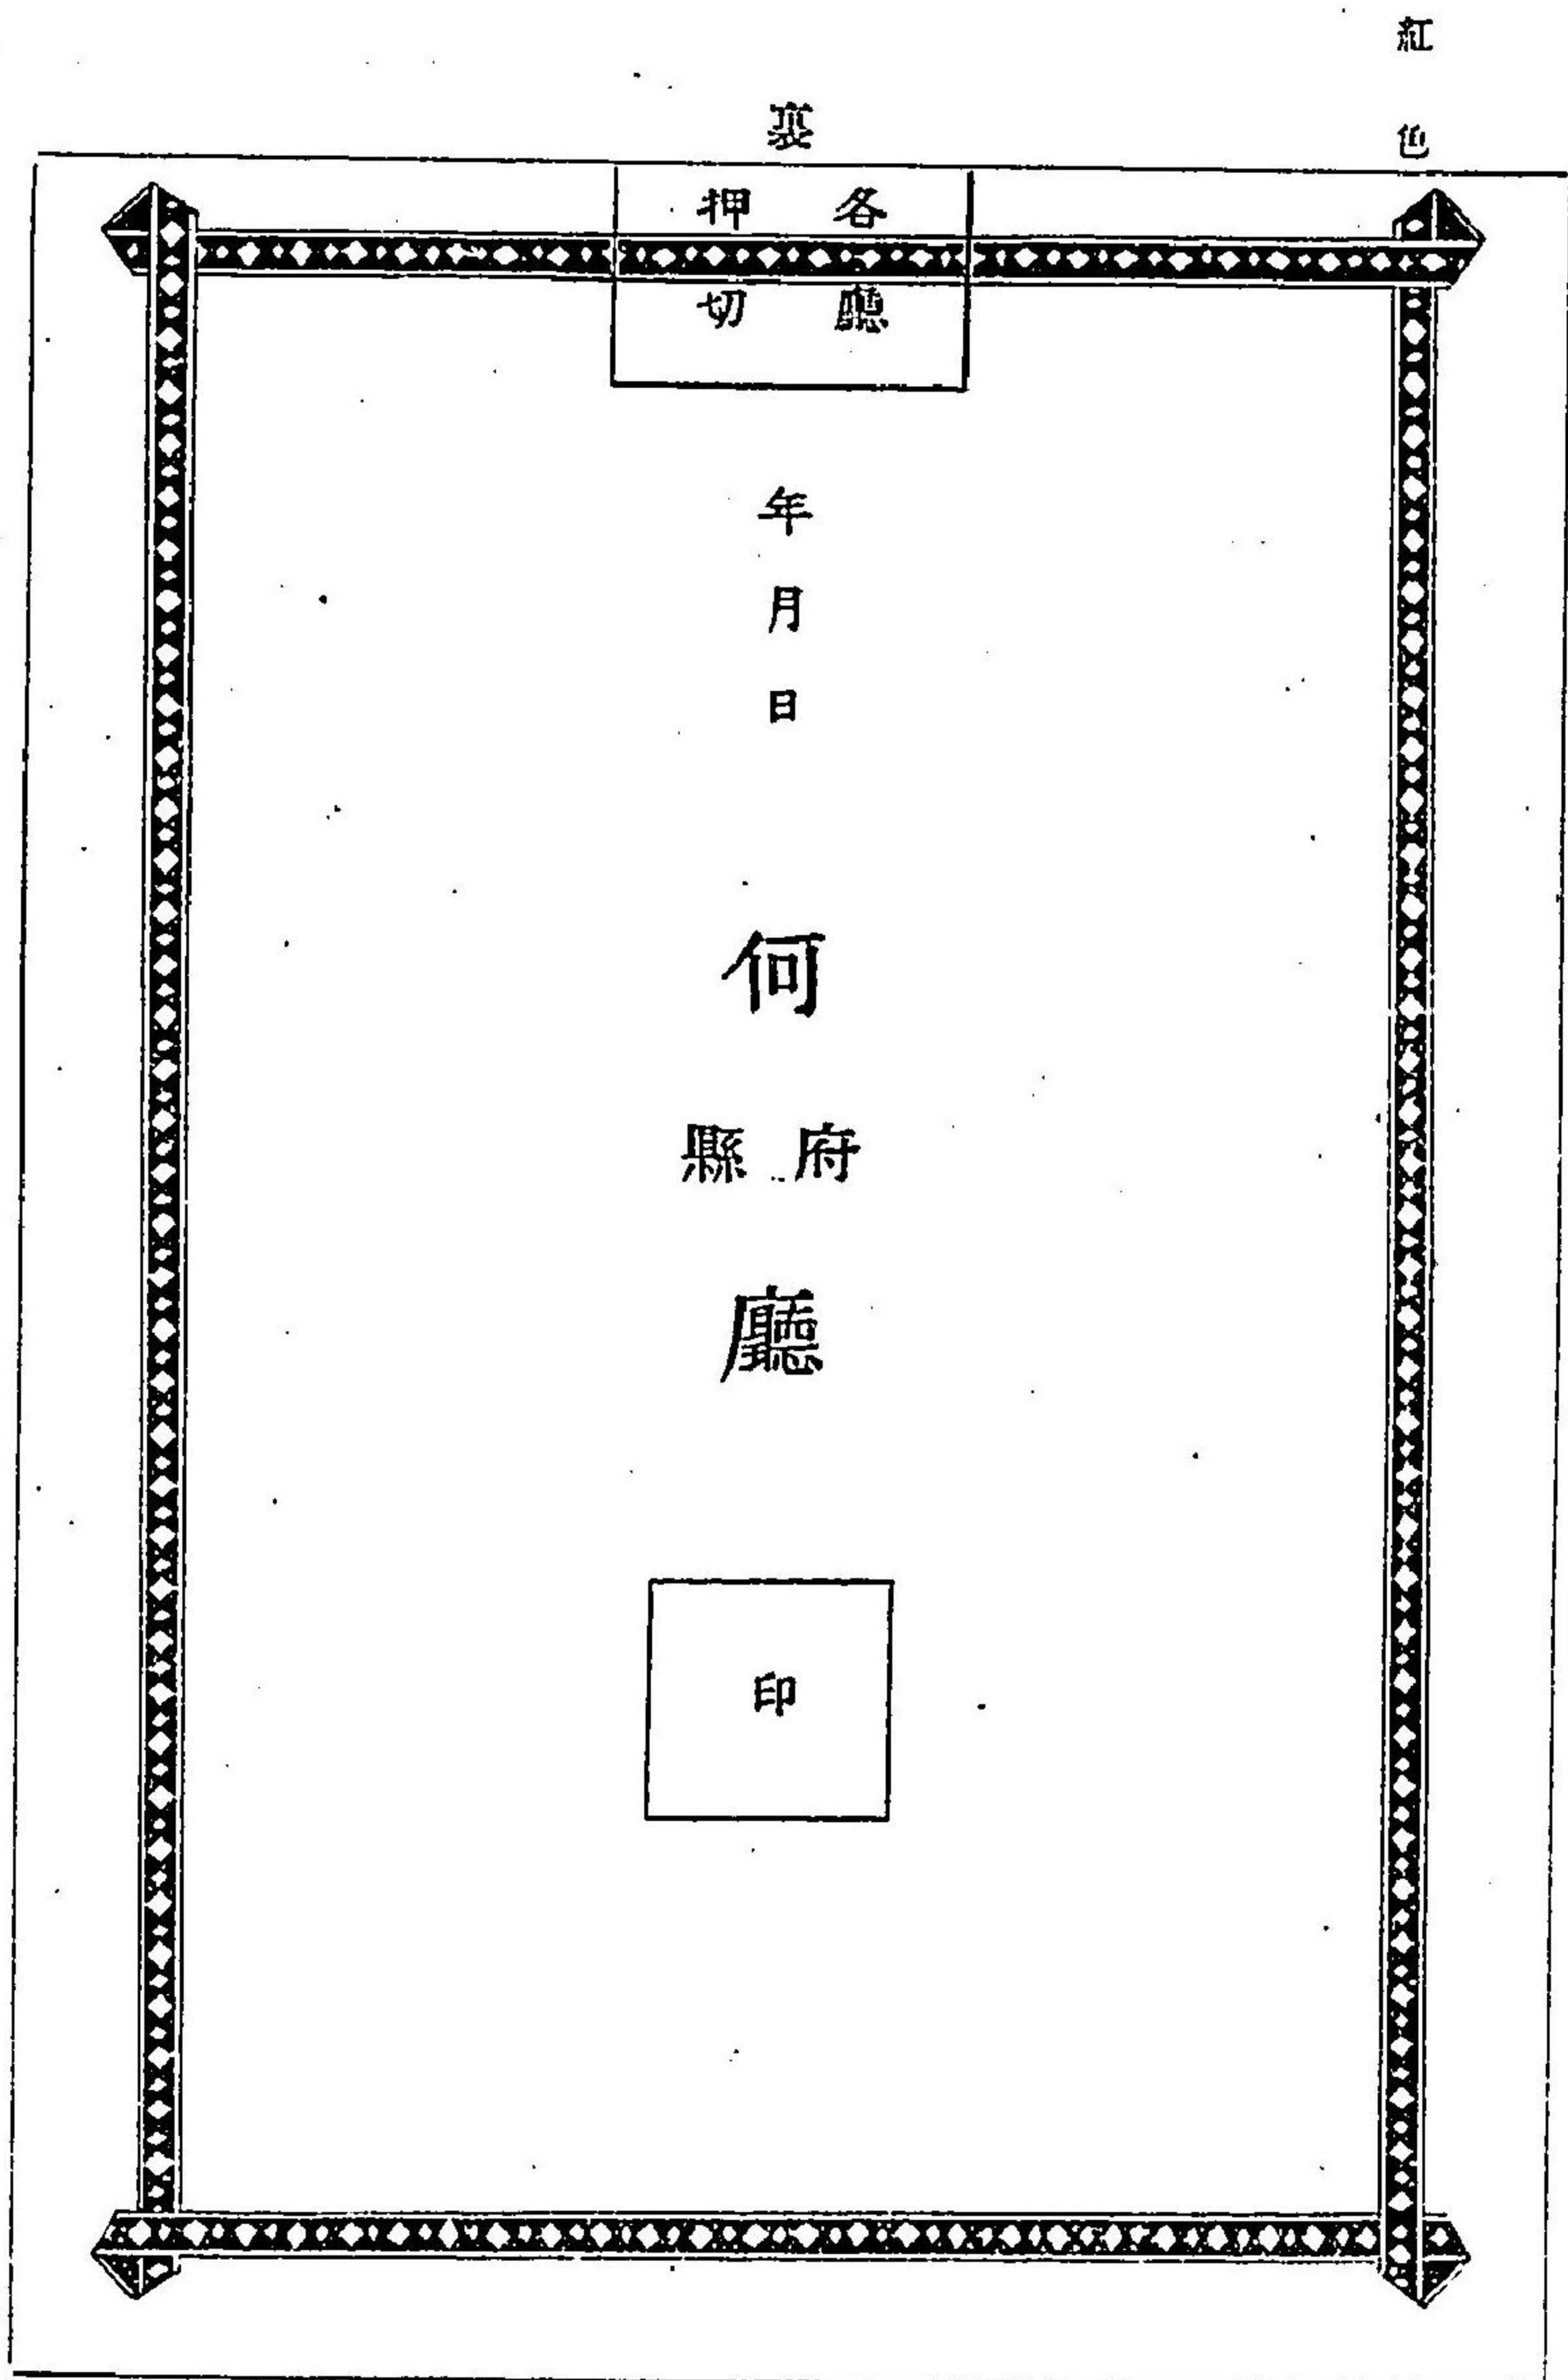 紅色
裏
各廳
押切
年月日
何
府縣
廳
印